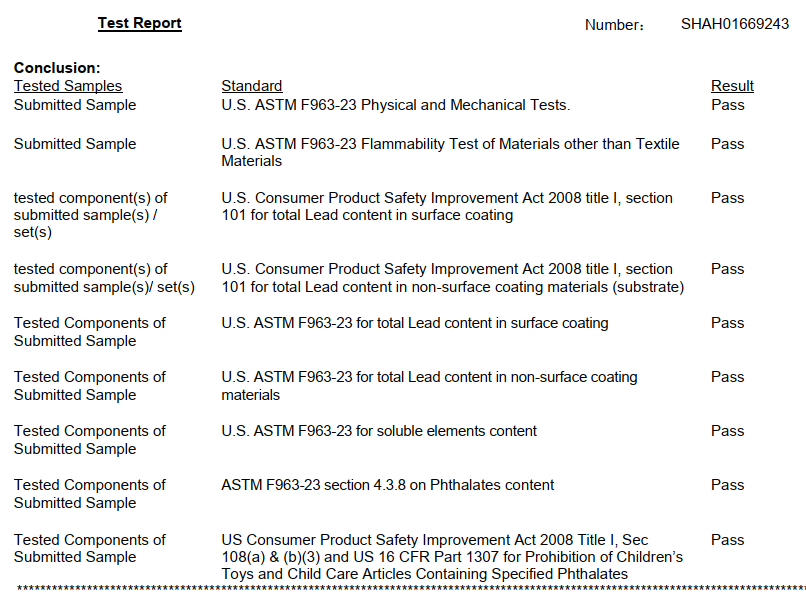 Test Report Number: SHAH01669243
Conclusion:
Tested Samples Standard Result
Submitted Sample U.S. ASTM F963-23 Physical and Mechanical Tests. Pass
Submitted Sample U.S. ASTM F963-23 Flammability Test of Materials other than Textile Pass
Materials
tested component(s) of U.S. Consumer Product Safety Improvement Act 2008 title I, section Pass
submitted sample(s) / 101 for total Lead content in surface coating
set(s)
tested component(s) of U.S. Consumer Product Safety Improvement Act 2008 title I, section Pass
submitted sample(s)/ set(s) 101 for total Lead content in non-surface coating materials (substrate)
Tested Components of U.S. ASTM F963-23 for total Lead content in surface coating Pass
Submitted Sample
Tested Components of U.S. ASTM F963-23 for total Lead content in non-surface coating Pass
Submitted Sample materials
Tested Components of U.S. ASTM F963-23 for soluble elements content Pass
Submitted Sample
Tested Components of ASTM F963-23 section 4.3.8 on Phthalates content Pass
Submitted Sample
Tested Components of US Consumer Product Safety Improvement Act 2008 Title I, Sec Pass
Submitted Sample 108(a) & (b)(3) and US 16 CFR Part 1307 for Prohibition of Children's
Toys and Child Care Articles Containing Specified Phthalates